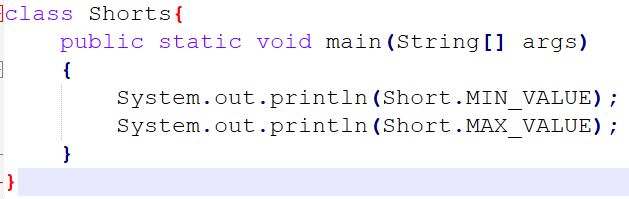 class Shorts{
public static void main(String[] args)
{
System.out.println(Short.MIN_VALUE);
System.out.println(Short.MAX_VALUE);
}
}